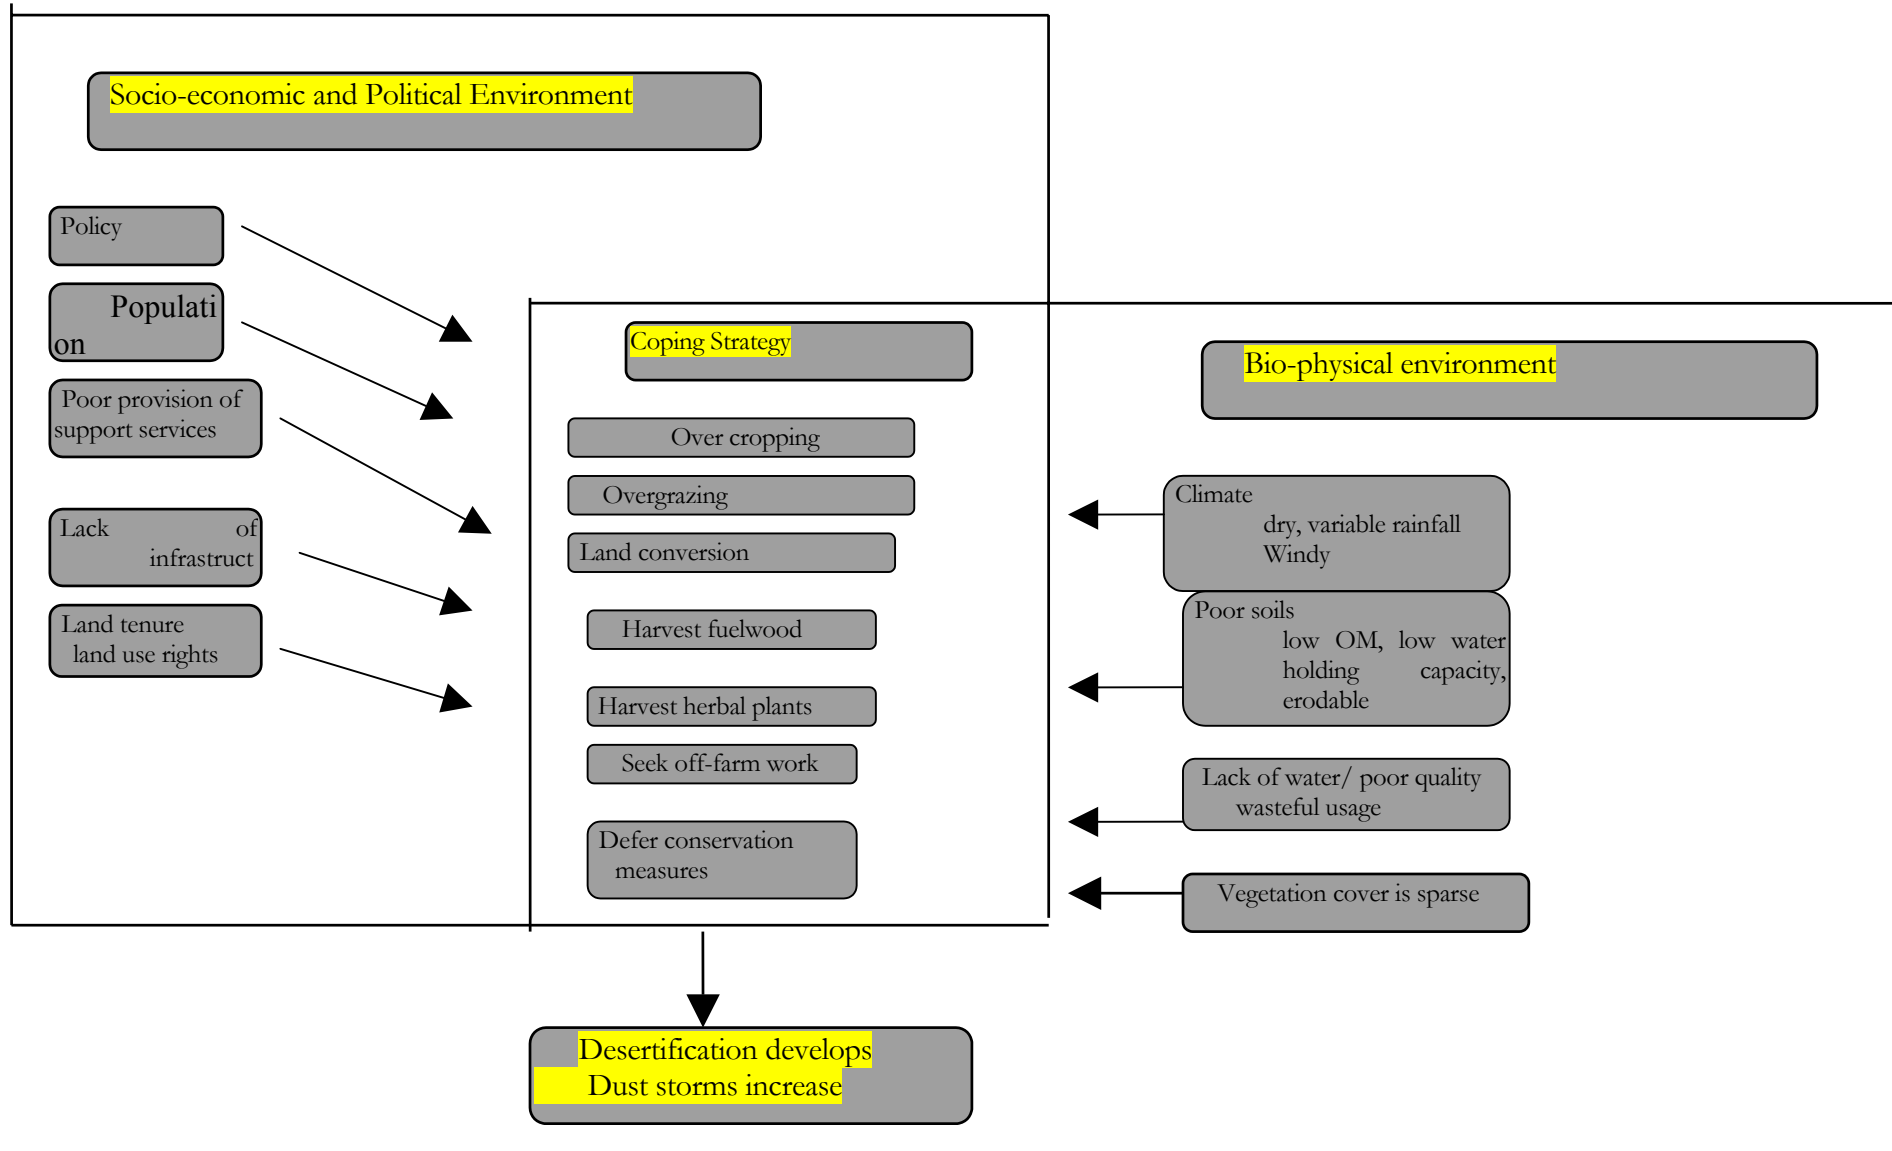 Socio-economic and Political Environment
Policy
Populati
on
Poor provision of
support services
Lack of
infrastruct
Land tenure
land use rights
Coping Strategy
Over cropping
Overgrazing
Land conversion
Harvest fuelwood
Harvest herbal plants
Seek off-farm work
Defer conservation
measures
Bio-physical environment
Climate
dry, variable rainfall
Windy
Poor soils
low OM, low water
holding capacity,
erodable
Lack of water/ poor quality
wasteful usage
Vegetation cover is sparse
Desertification develops
Dust storms increase